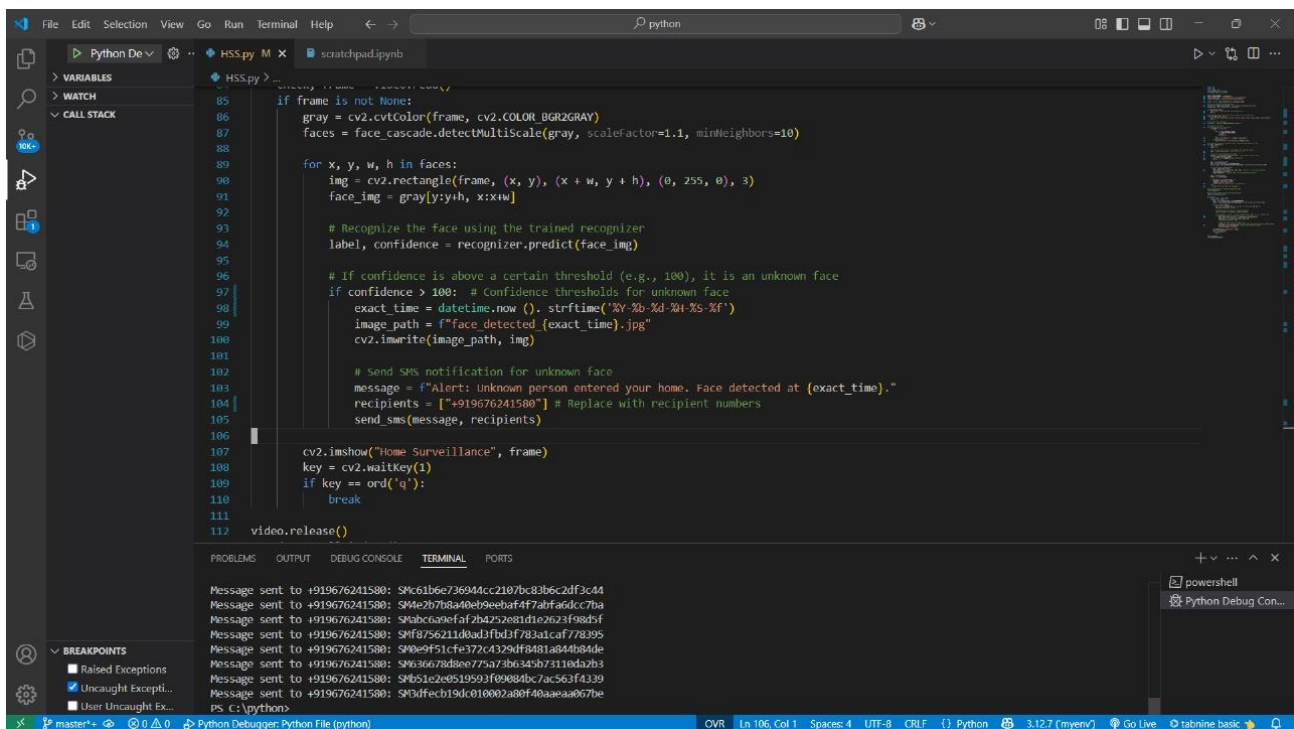 File Edit Selection View Go Run Terminal Help
python
Python De
HSS.py M
scratchpad.ipynb
VARIABLES
WATCH
CALL STACK
HSS.py > ...
85 if frame is not None:
86 gray = cv2.cvtColor(frame, cv2.COLOR_BGR2GRAY)
87 faces = face_cascade.detectMultiScale(gray, scaleFactor=1.1, minNeighbors=10)
88
89 for x, y, w, h in faces:
90 img = cv2.rectangle(frame, (x, y), (x + w, y + h), (0, 255, 0), 3)
91 face_img = gray[y:y+h, x:x+w]
92
93 # Recognize the face using the trained recognizer
94 label, confidence = recognizer.predict(face_img)
95
96 # If confidence is above a certain threshold (e.g., 100), it is an unknown face
97 if confidence > 100: # Confidence thresholds for unknown face
98 exact_time = datetime.now (). strftime('%Y-%b-%d-%H-%S-%f')
99 image_path = f"face_detected_{exact_time}.jpg"
100 cv2.imwrite(image_path, img)
101
102 # Send SMS notification for unknown face
103 message = f"Alert: Unknown person entered your home. Face detected at {exact_time}."
104 recipients = ["+919676241580"] # Replace with recipient numbers
105 send_sms(message, recipients)
106
107 cv2.imshow("Home Surveillance", frame)
108 key = cv2.waitKey(1)
109 if key == ord('q'):
110 break
111
112 video.release()
10K+
1
PROBLEMS OUTPUT DEBUG CONSOLE TERMINAL PORTS
Message sent to +919676241580: SMc61b6e736944cc2107bc83b6c2df3c44
Message sent to +919676241580: SM4e2b7b8a40eb9eebaf4f7abfa6dcc7ba
Message sent to +919676241580: SMabc6a9efaf2b4252e81d1e2623f98d5f
Message sent to +919676241580: SMf8756211d0ad3fbd3f783a1caf778395
Message sent to +919676241580: SM0e9f51cfe372c4329df8481a844b84de
Message sent to +919676241580: SM636678d8ee775a73b6345b73110da2b3
Message sent to +919676241580: SMb51e2e0519593f09084bc7ac563f4339
Message sent to +919676241580: SM3dfecb19dc010002a80f40aaeaa067be
PS C:\python>
powershell
Python Debug Con...
BREAKPOINTS
Raised Exceptions
Uncaught Excepti...
User Uncaught Ex...
master*+ 0 0 Python Debugger: Python File (python) OVR Ln 106, Col 1 Spaces: 4 UTF-8 CRLF {} Python 3.12.7 ('myenv') Go Live tabnine basic